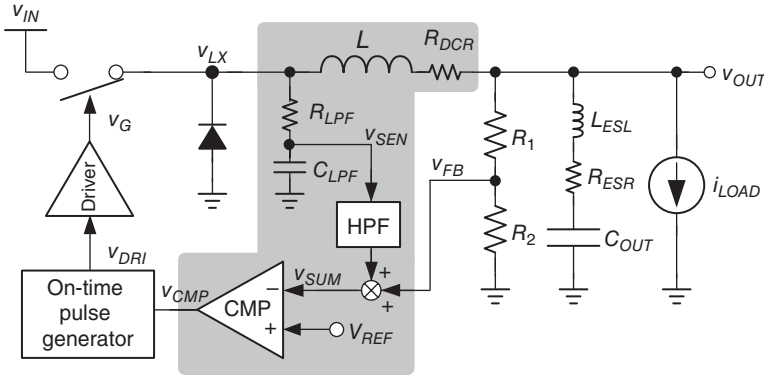 v_IN
v_LX
L
R_DCR
v_OUT
v_G
R_LPF
v_SEN
C_LPF
R_1
L_ESL
v_FB
R_ESR
i_LOAD
Driver
HPF
R_2
C_OUT
v_DRI
On-time
pulse
generator
v_CMP
CMP
−
+
v_SUM
+
+
V_REF